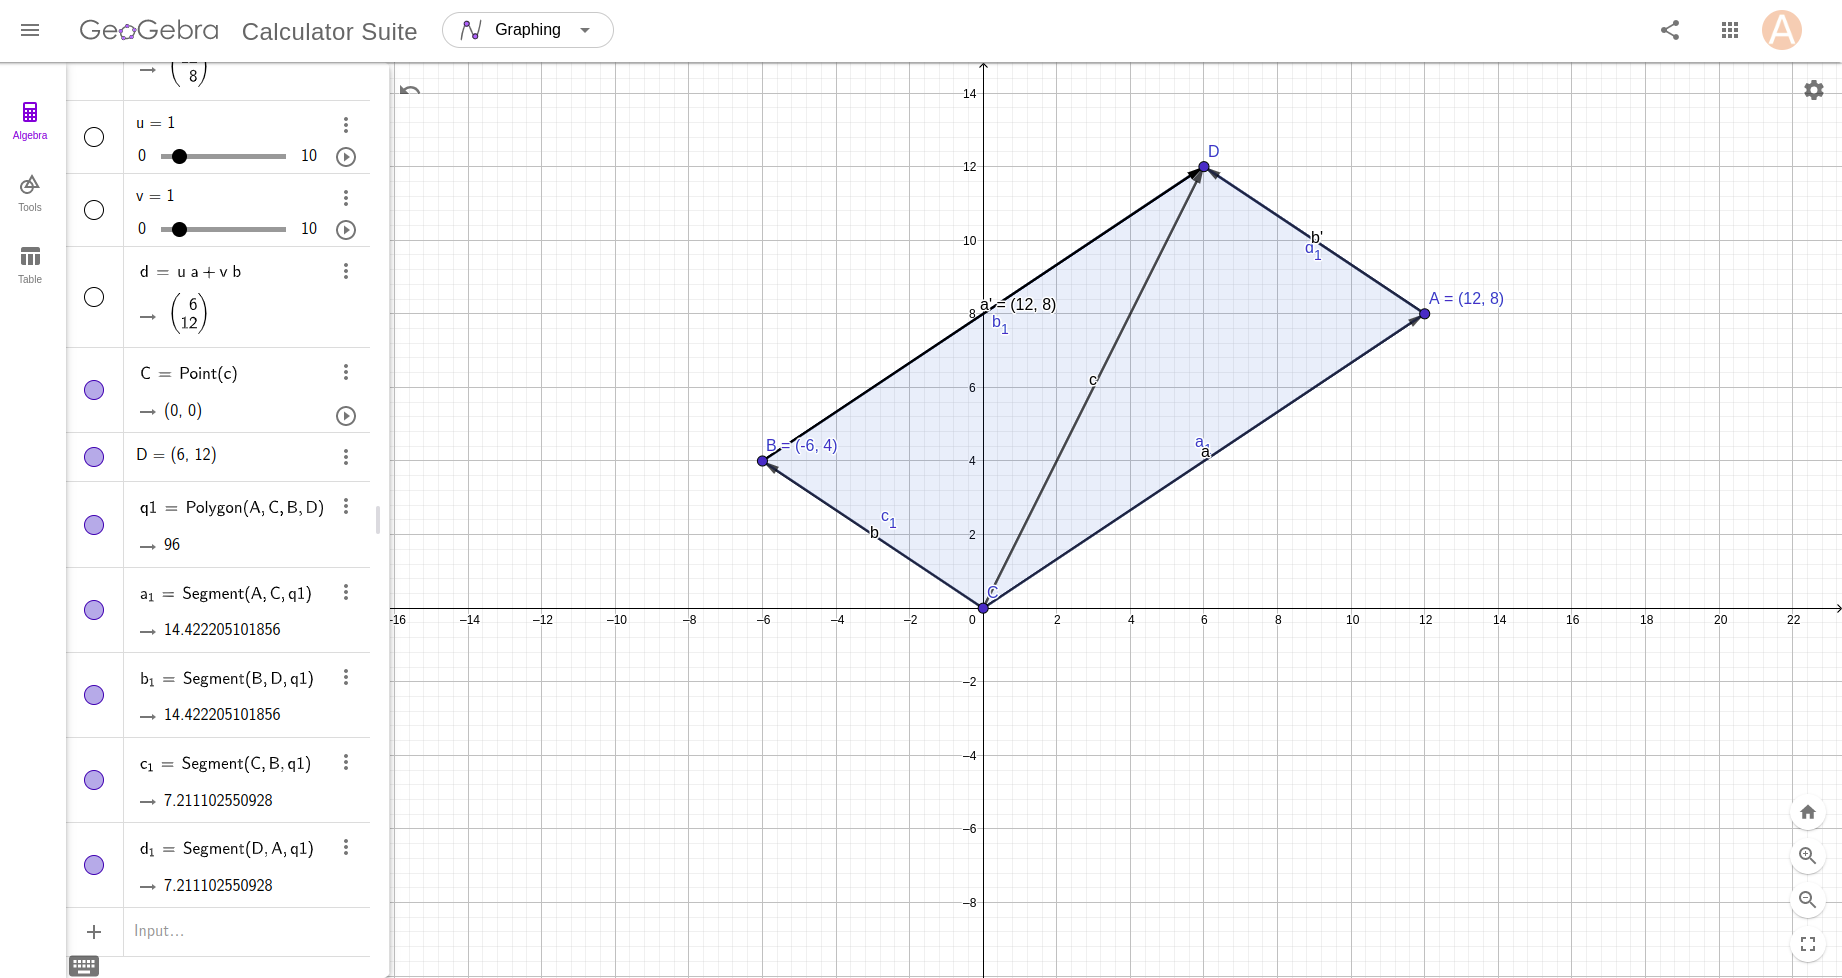 GeoGebra Calculator Suite Graphing A
Algebra
Tools
Table
8
u = 1
0 10
v = 1
0 10
d = u a + v b
→ (6
12)
C = Point(c)
→ (0, 0)
D = (6, 12)
q1 = Polygon(A, C, B, D)
→ 96
a₁ = Segment(A, C, q1)
→ 14.422205101856
b₁ = Segment(B, D, q1)
→ 14.422205101856
c₁ = Segment(C, B, q1)
→ 7.211102550928
d₁ = Segment(D, A, q1)
→ 7.211102550928
+ Input…
14
D
12
b'
10
d₁
A = (12, 8)
a' = (12, 8)
8
b₁
6
c
B = (-6, 4)
a₁
a
4
c₁
b
2
C
-16 –14 –12 –10 –8 –6 –4 –2 0 2 4 6 8 10 12 14 16 18 20 22
–2
–4
–6
–8